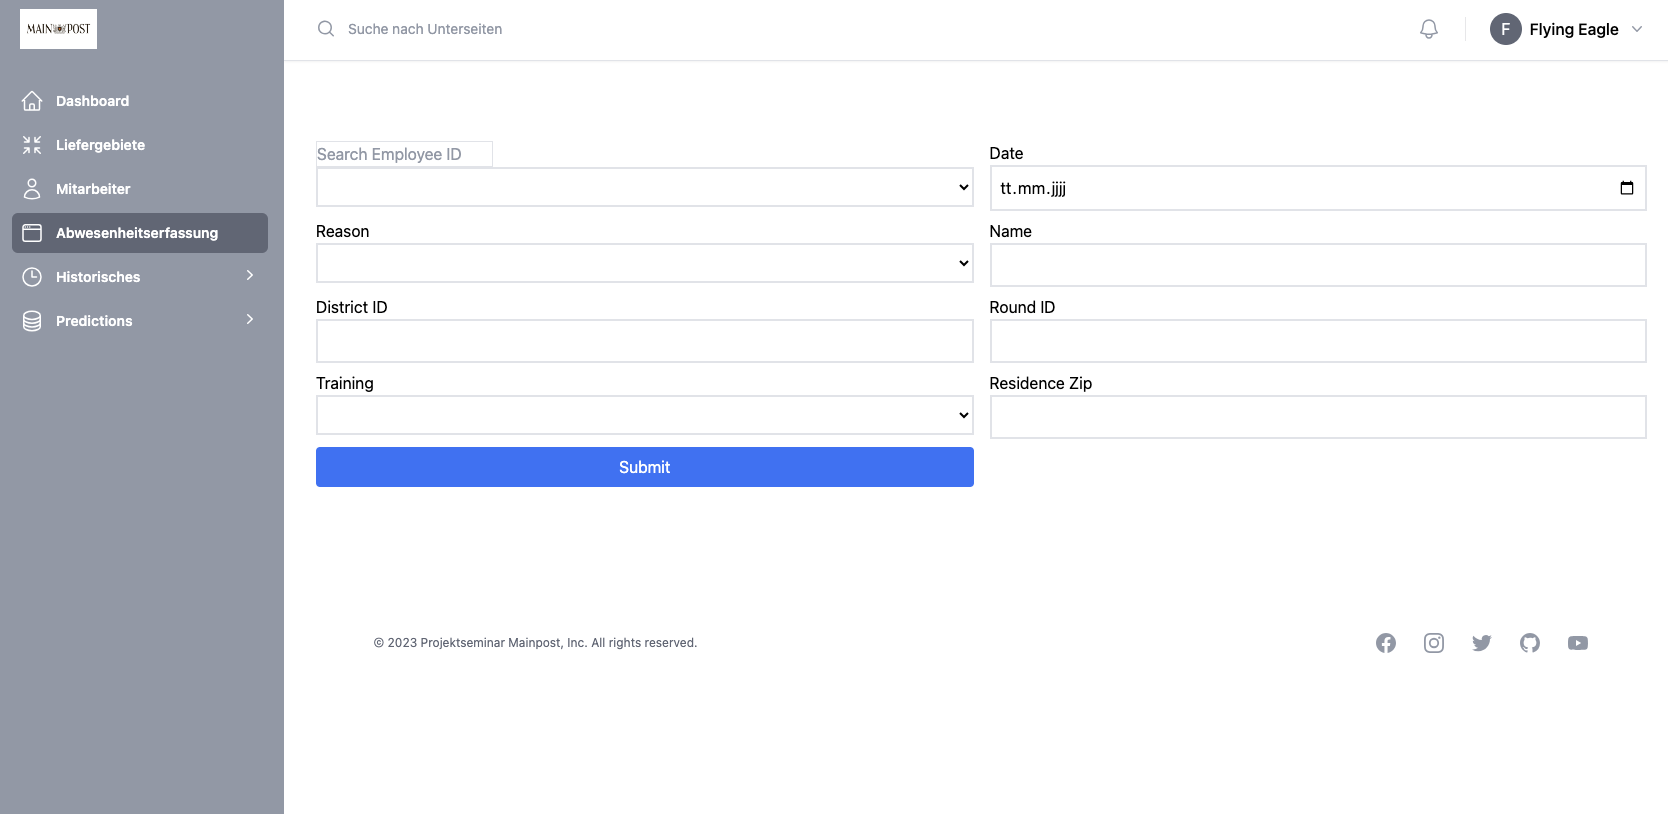 MAIN POST
Dashboard
Liefergebiete
Mitarbeiter
Abwesenheitserfassung
Historisches
Predictions
Suche nach Unterseiten
F Flying Eagle
Search Employee ID
Date
tt.mm.jjjj
Reason
Name
District ID
Round ID
Training
Residence Zip
Submit
© 2023 Projektseminar Mainpost, Inc. All rights reserved.